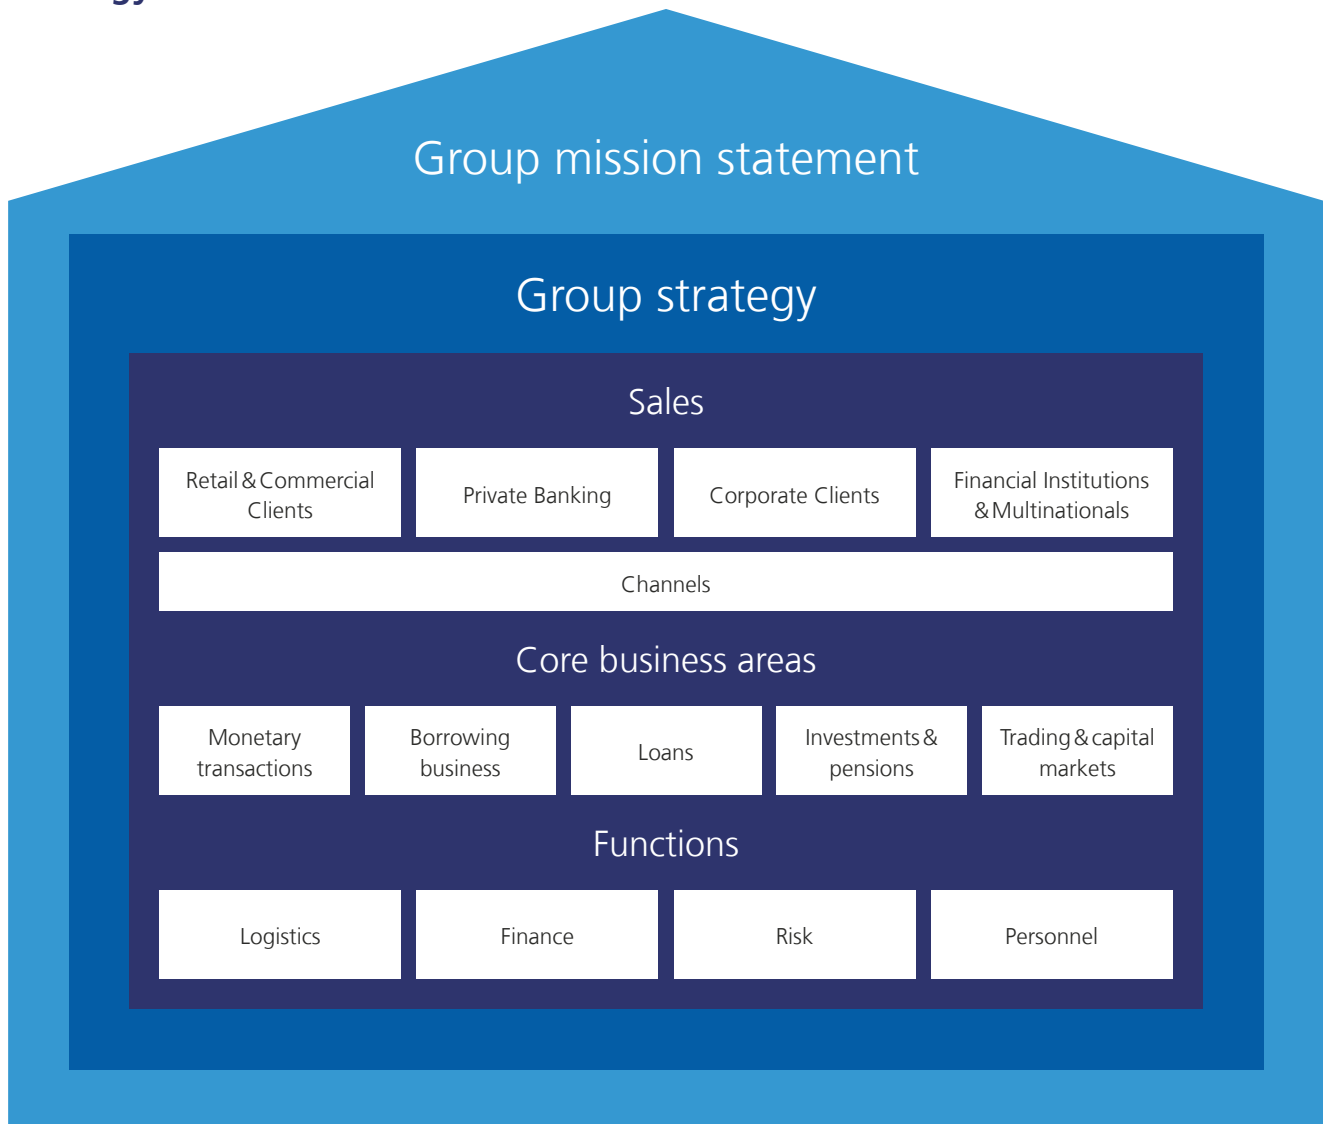 Group mission statement
Group strategy
Sales
Retail & Commercial
Clients
Private Banking
Corporate Clients
Financial Institutions
& Multinationals
Channels
Core business areas
Monetary
transactions
Borrowing
business
Loans
Investments &
pensions
Trading & capital
markets
Functions
Logistics
Finance
Risk
Personnel